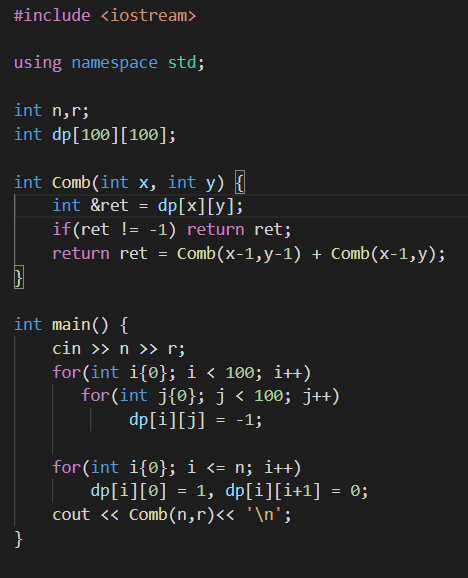 #include <iostream>
using namespace std;
int n,r;
int dp[100][100];
int Comb(int x, int y) {
int &ret = dp[x][y];
if(ret != -1) return ret;
return ret = Comb(x-1,y-1) + Comb(x-1,y);
}
int main() {
cin >> n >> r;
for(int i{0}; i < 100; i++)
for(int j{0}; j < 100; j++)
dp[i][j] = -1;
for(int i{0}; i <= n; i++)
dp[i][0] = 1, dp[i][i+1] = 0;
cout << Comb(n,r)<< '\n';
}